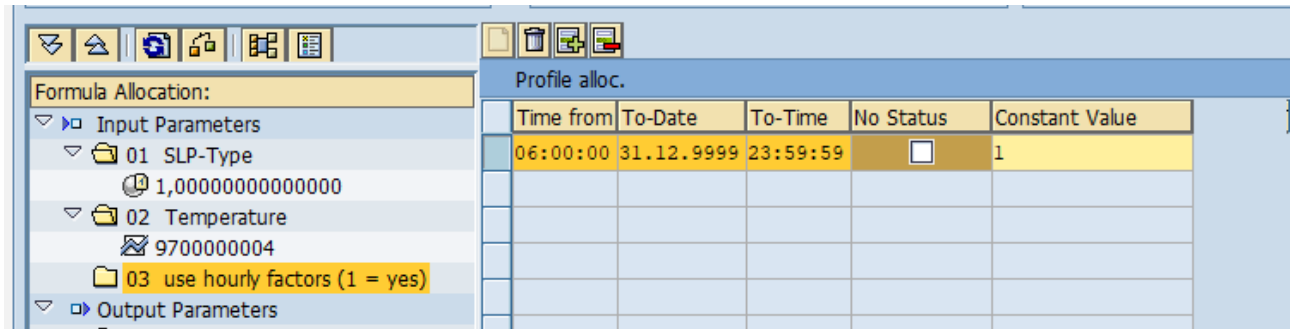 Formula Allocation:
Input Parameters
01 SLP-Type
1,00000000000000
02 Temperature
9700000004
03 use hourly factors (1 = yes)
Output Parameters
Profile alloc.
Time from To-Date To-Time No Status Constant Value
06:00:00 31.12.9999 23:59:59 1